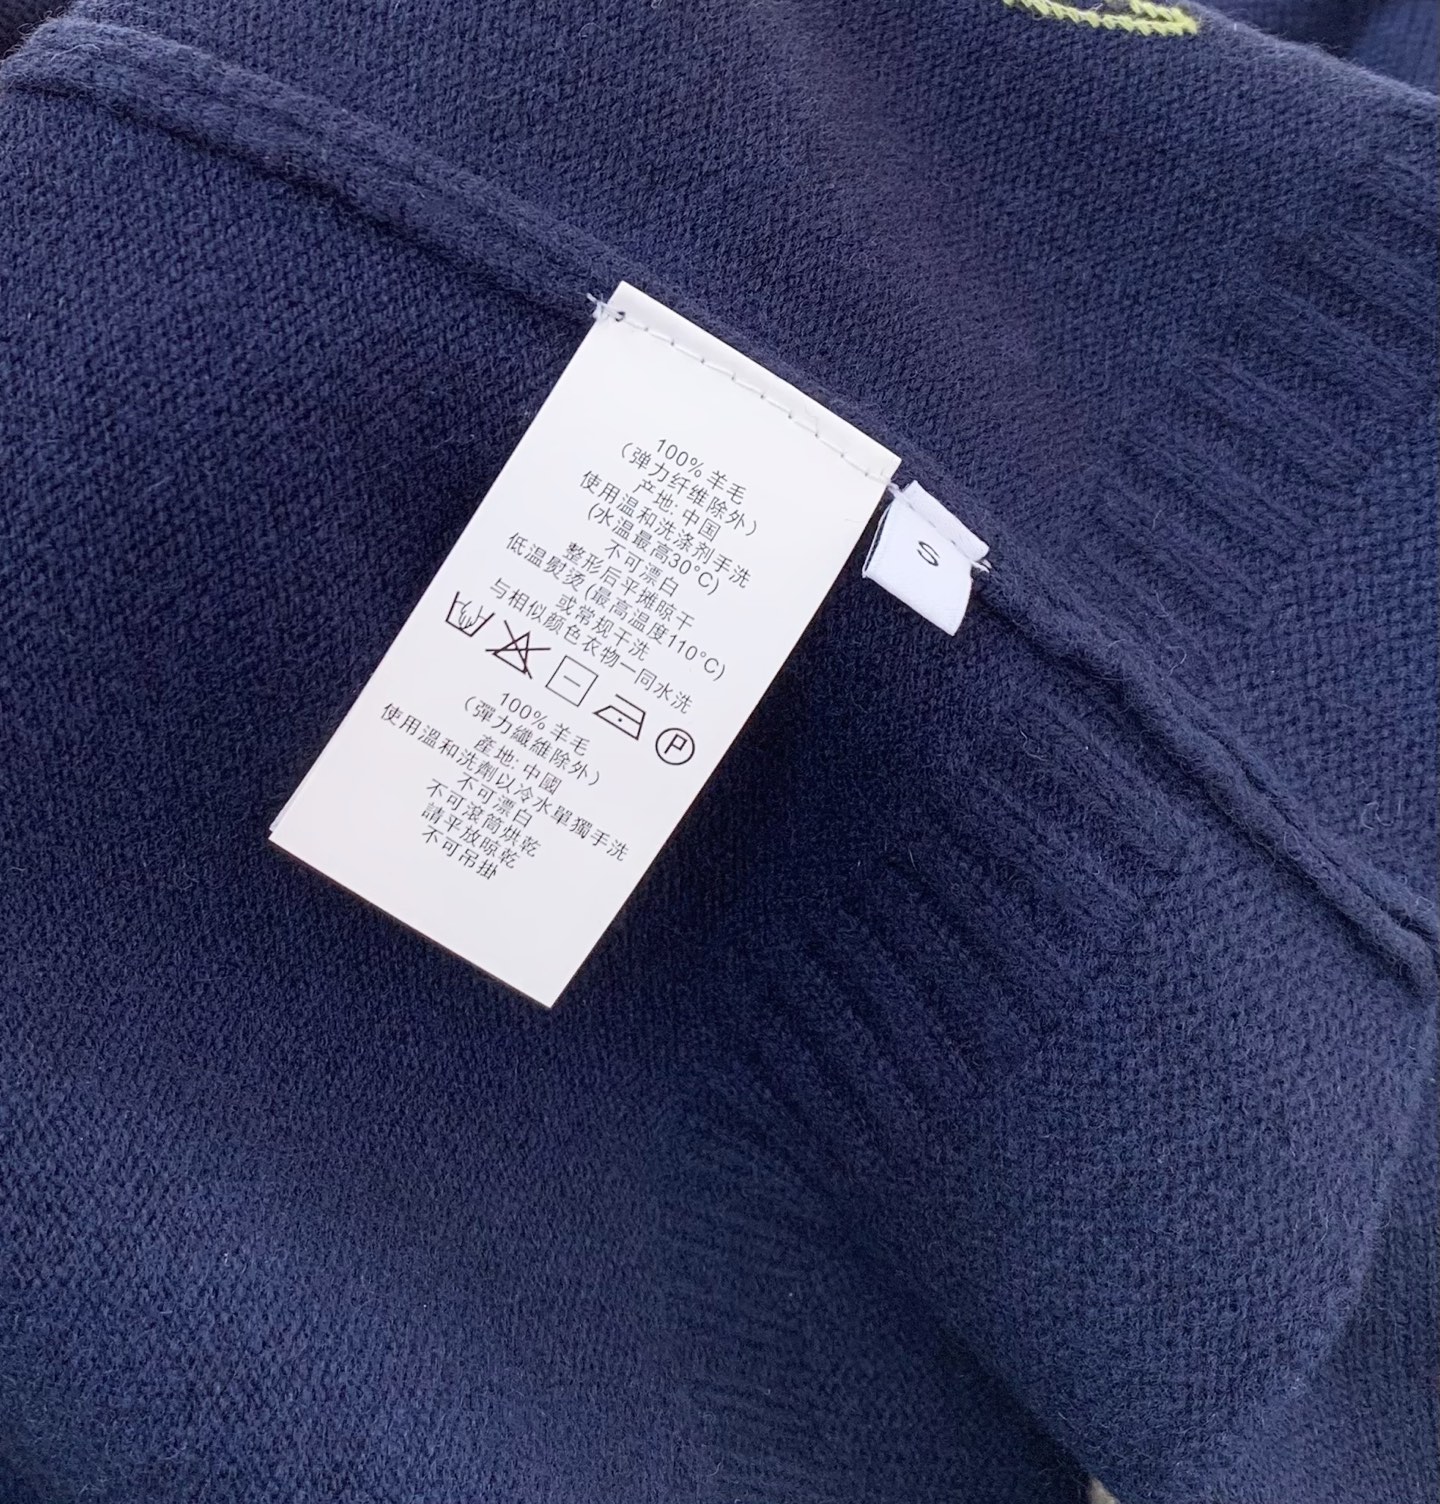 100% 羊毛
（弹力纤维除外）
产地: 中国
使用温和洗涤剂手洗
(水温最高30°C)
不可漂白
整形后平摊晾干
低温熨烫(最高温度110°C)
或常规干洗
与相似颜色衣物一同水洗
P
100% 羊毛
（彈力纖維除外）
產地: 中國
使用溫和洗劑以冷水單獨手洗
不可漂白
不可滾筒烘乾
請平放晾乾
不可吊掛
S